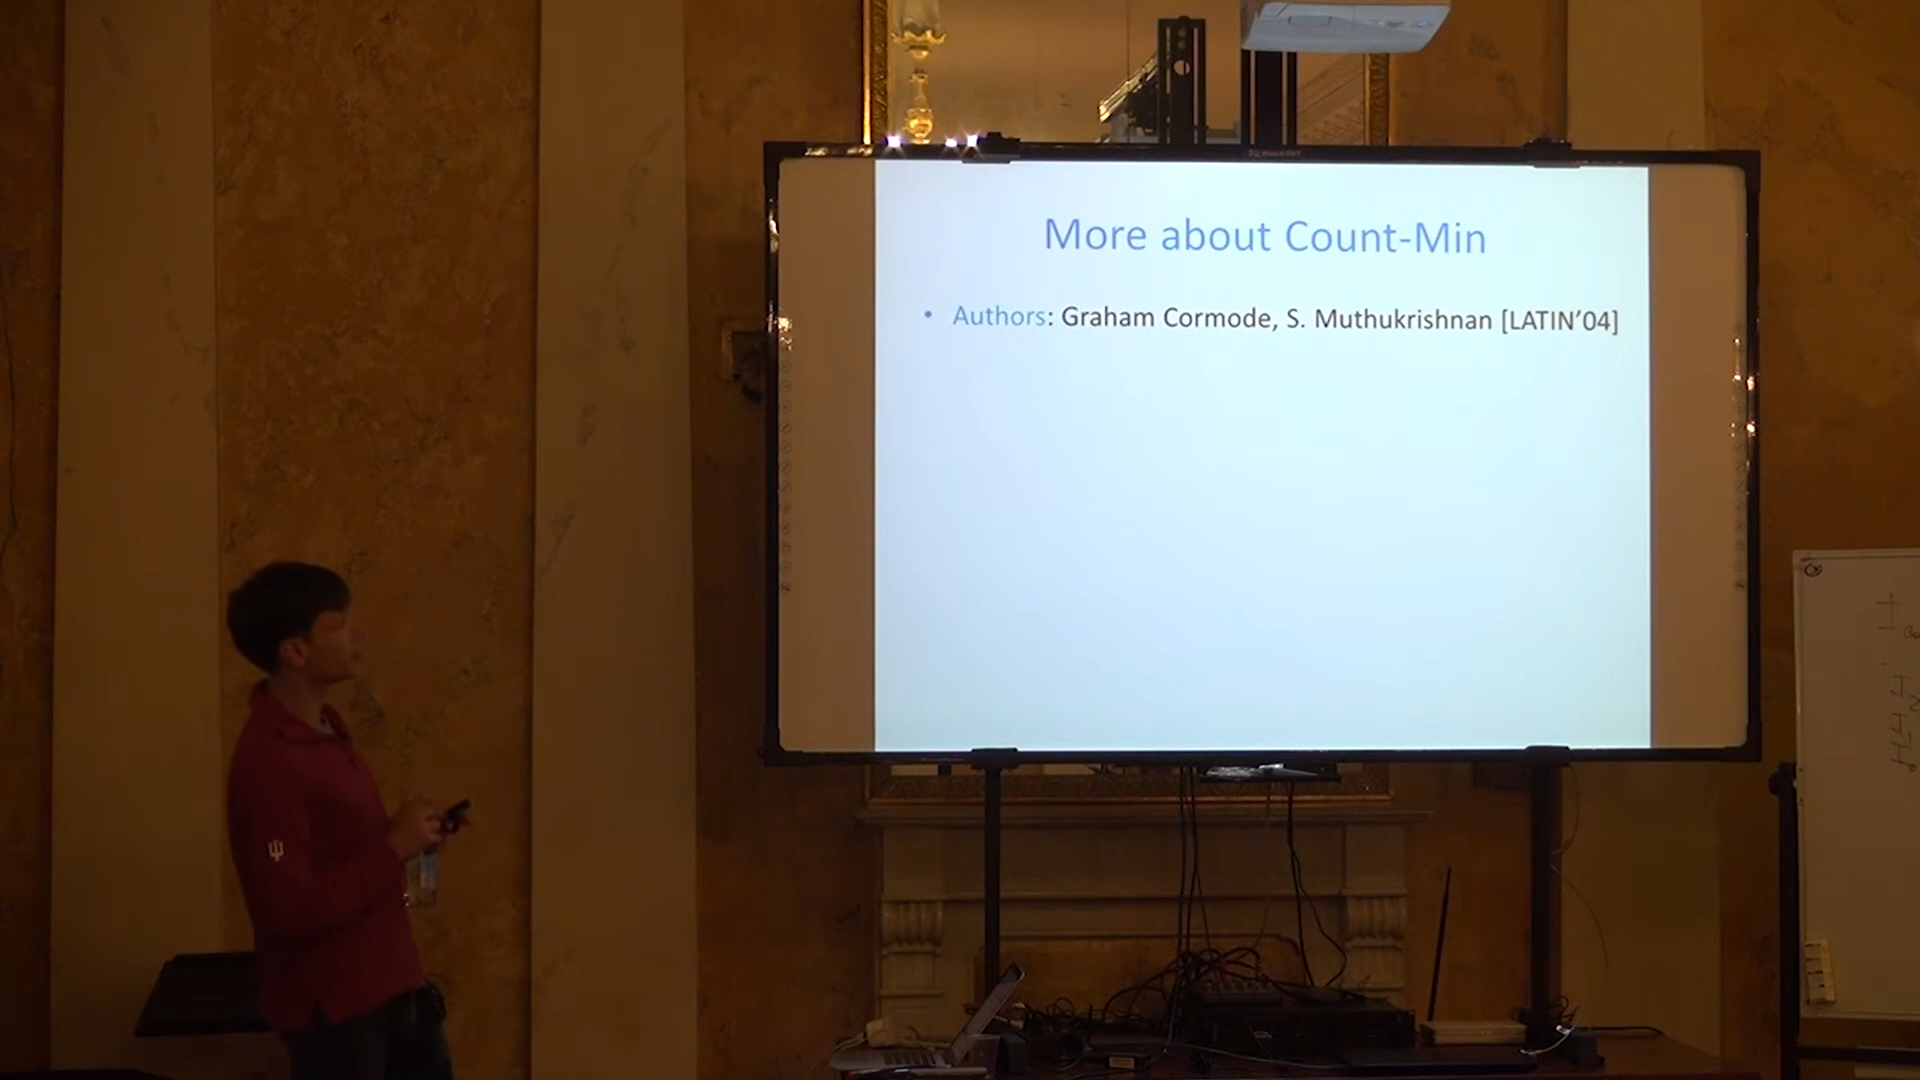 More about Count-Min
• Authors: Graham Cormode, S. Muthukrishnan [LATIN’04]